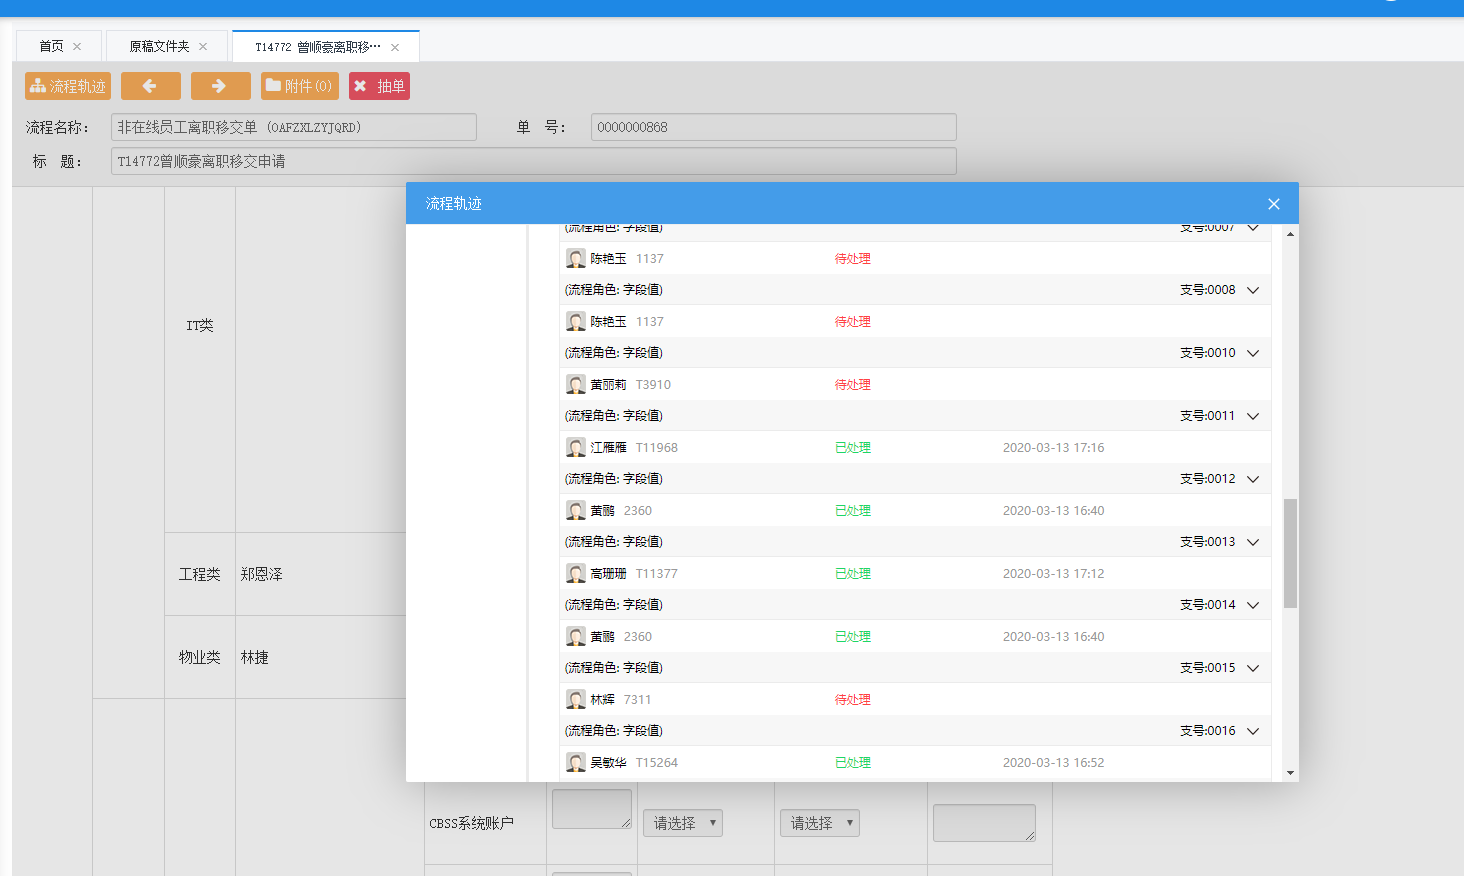 首页 ×
原稿文件夹 ×
T14772 曾顺豪离职移… ×
流程轨迹
附件(0)
抽单
流程名称: 非在线员工离职移交单 (OAFZXLZYJQRD)
单 号: 0000000868
标 题: T14772曾顺豪离职移交申请
IT类
工程类 郑恩泽
物业类 林捷
流程轨迹
(流程角色: 字段值) 支号:0007
陈艳玉 1137 待处理
(流程角色: 字段值) 支号:0008
陈艳玉 1137 待处理
(流程角色: 字段值) 支号:0010
黄丽莉 T3910 待处理
(流程角色: 字段值) 支号:0011
江雁雁 T11968 已处理 2020-03-13 17:16
(流程角色: 字段值) 支号:0012
黄鹏 2360 已处理 2020-03-13 16:40
(流程角色: 字段值) 支号:0013
高珊珊 T11377 已处理 2020-03-13 17:12
(流程角色: 字段值) 支号:0014
黄鹏 2360 已处理 2020-03-13 16:40
(流程角色: 字段值) 支号:0015
林辉 7311 待处理
(流程角色: 字段值) 支号:0016
吴敏华 T15264 已处理 2020-03-13 16:52
CBSS系统账户 请选择 请选择